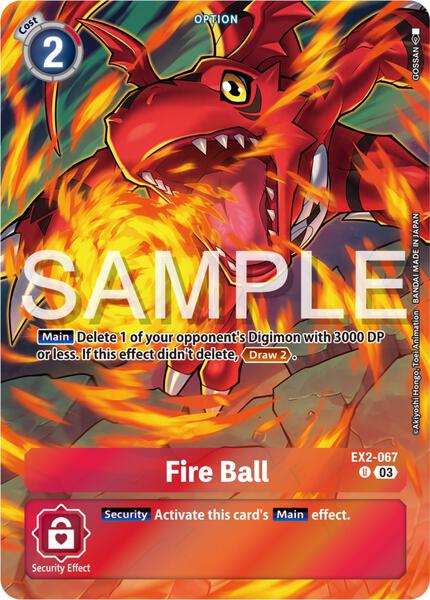 OPTION
Cost
2
GOSSAN
©Akiyoshi Hongo, Toei Animation BANDAI MADE IN JAPAN
SAMPLE
Main Delete 1 of your opponent's Digimon with 3000 DP
or less. If this effect didn't delete, Draw 2.
EX2-067
Fire Ball
U 03
Security Activate this card's Main effect.
Security Effect